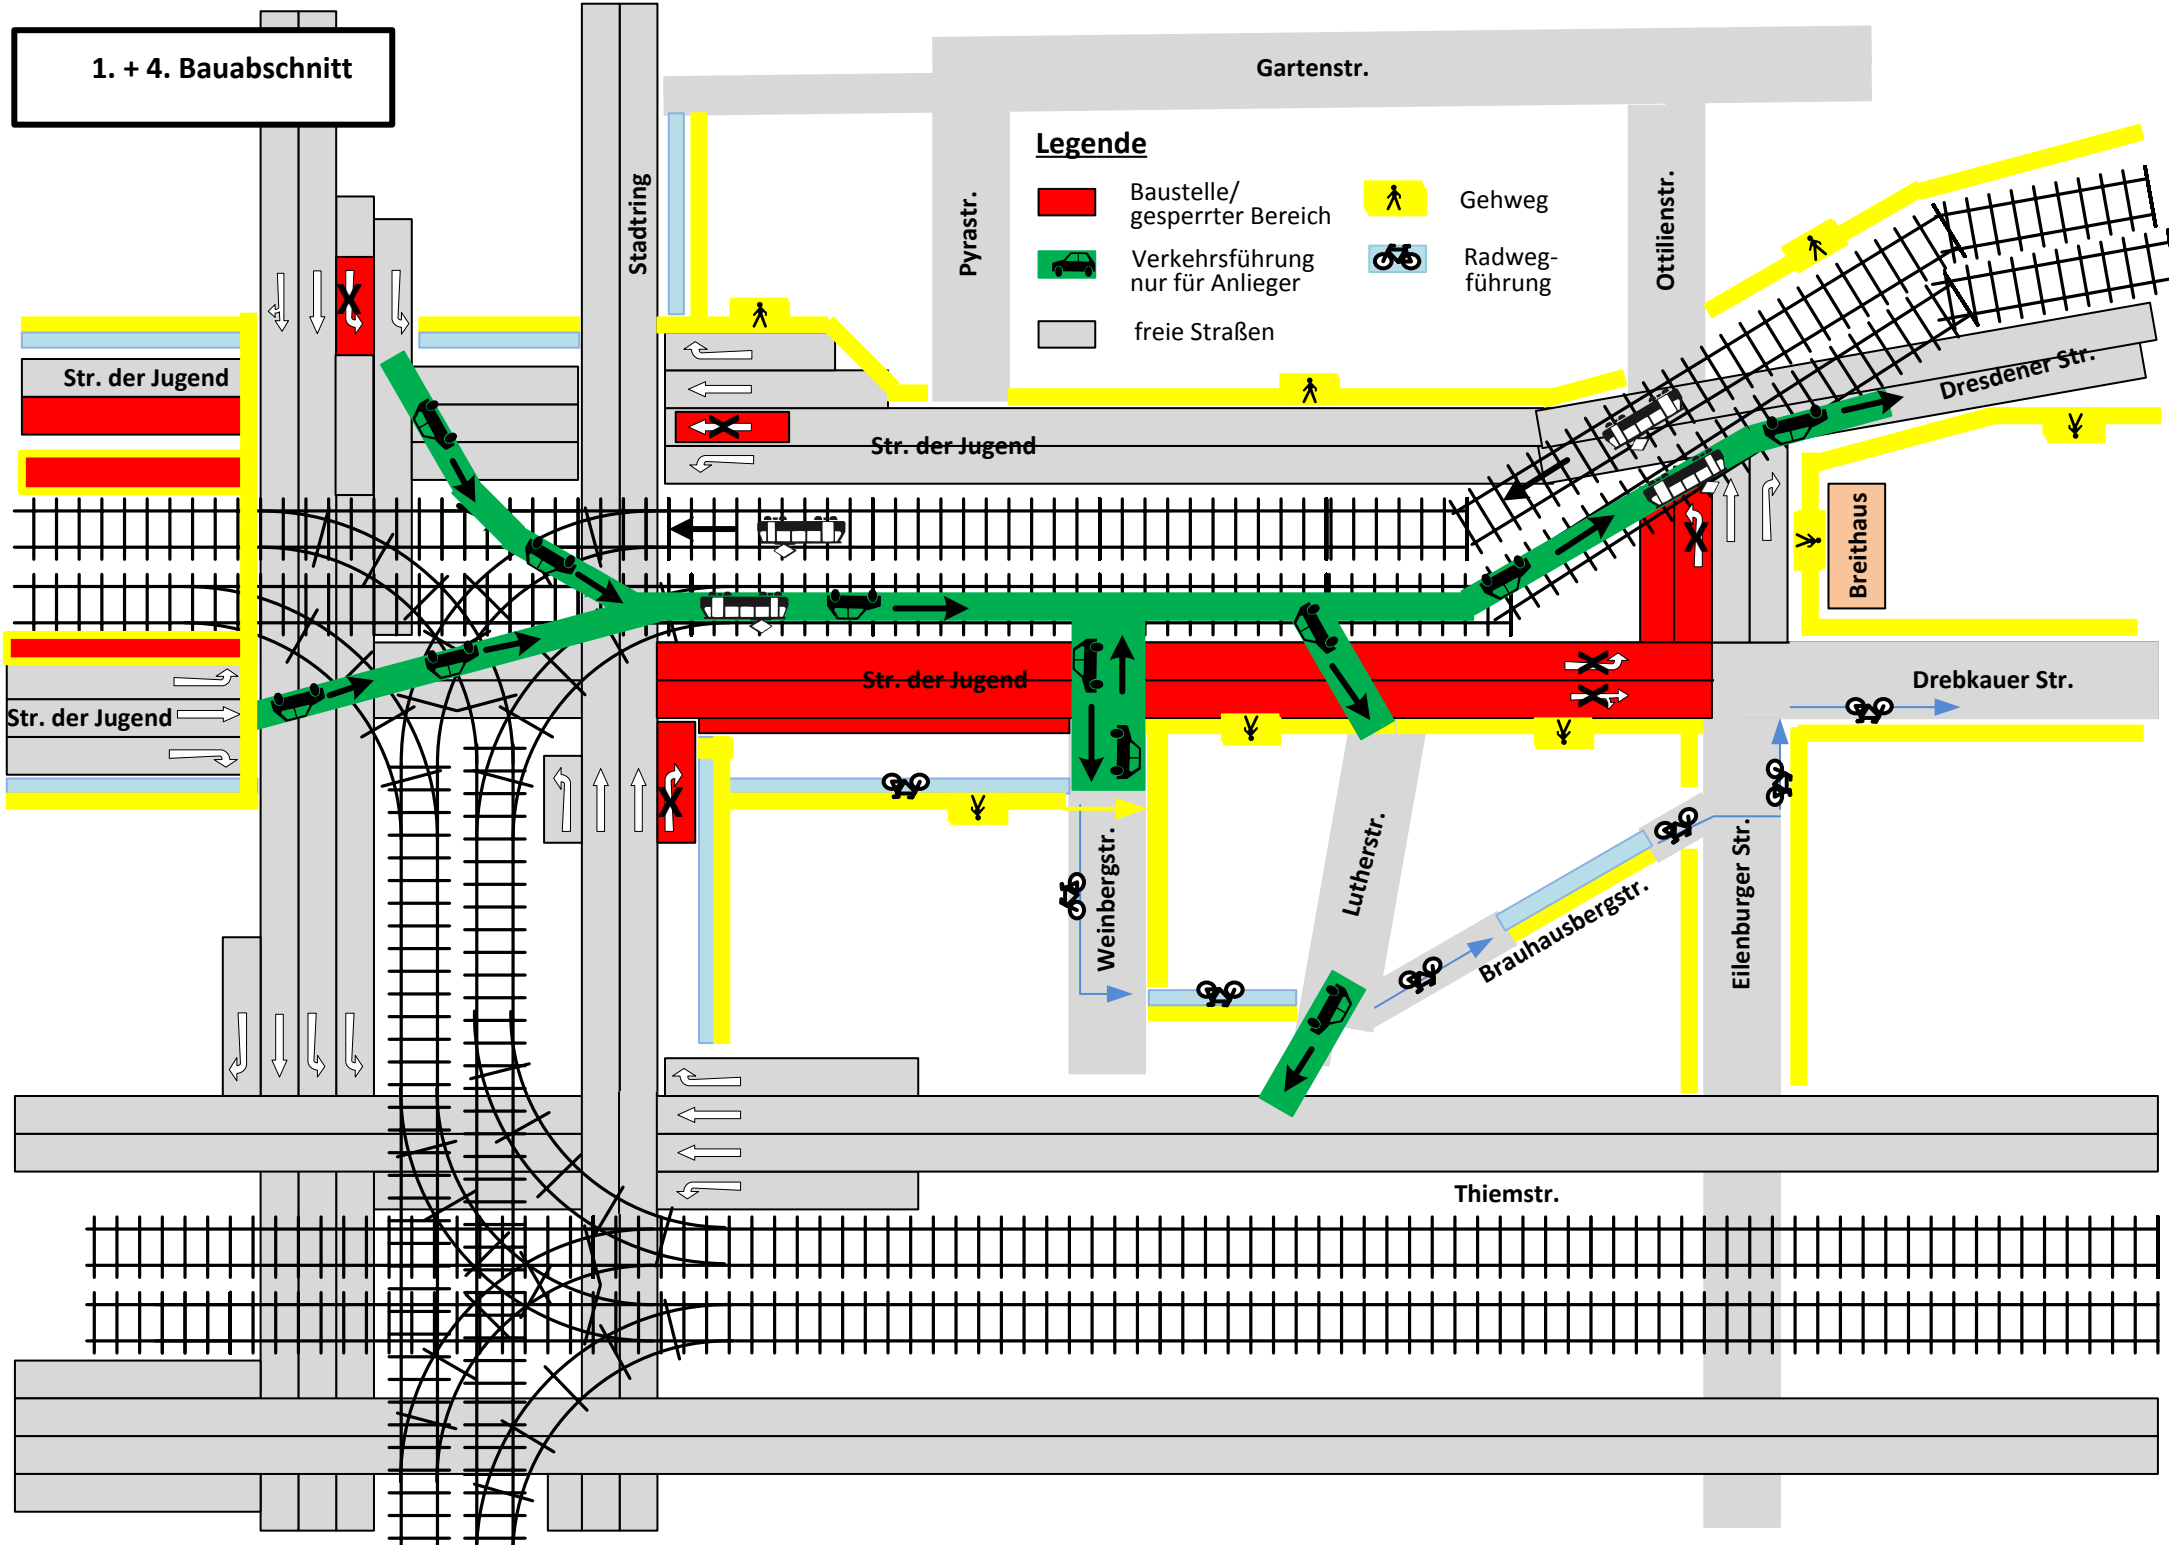 1. + 4. Bauabschnitt
Gartenstr.
Stadtring
Pyrastr.
Ottilienstr.
Legende
Baustelle/
gesperrter Bereich
Gehweg
Verkehrsführung
nur für Anlieger
Radweg-
führung
freie Straßen
Str. der Jugend
Str. der Jugend
Dresdener Str.
Breithaus
Str. der Jugend
Str. der Jugend
Drebkauer Str.
Weinbergstr.
Lutherstr.
Brauhausbergstr.
Eilenburger Str.
Thiemstr.